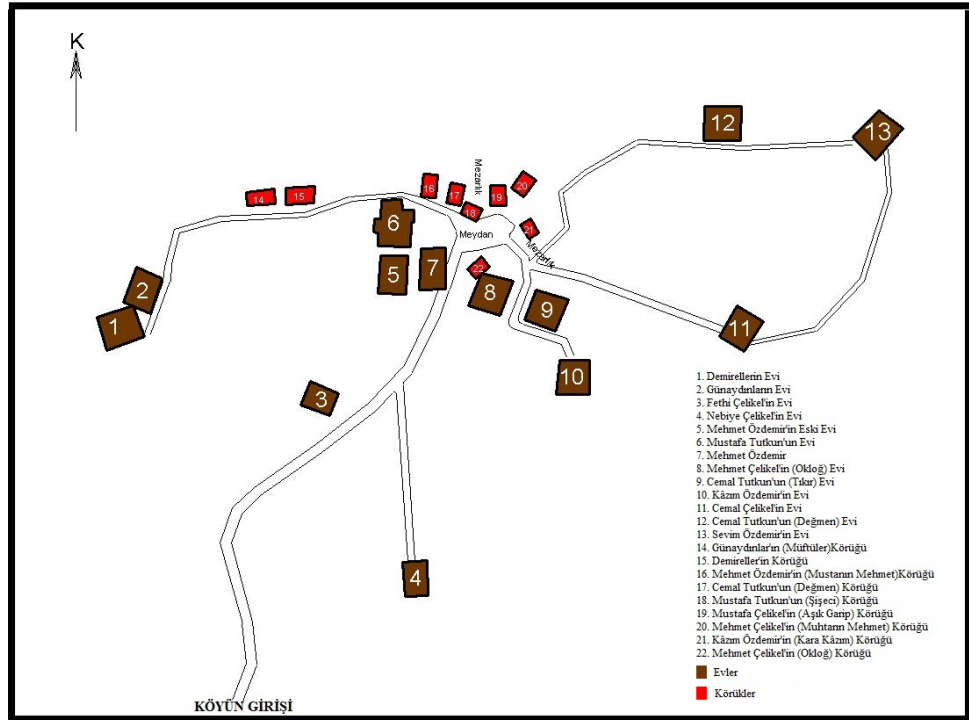 K
12
13
Mezarlık
16
17
20
19
14
15
18
6
21
Meydan
Mezarlık
5
7
22
2
8
9
1
11
10
3
4
1. Demirellerin Evi
2. Günaydınların Evi
3. Fethi Çelikel'in Evi
4. Nebiye Çelikel'in Evi
5. Mehmet Özdemir'in Eski Evi
6. Mustafa Tutkun'un Evi
7. Mehmet Özdemir
8. Mehmet Çelikel'in (Okloğ) Evi
9. Cemal Tutkun'un (Tıkır) Evi
10. Kâzım Özdemir'in Evi
11. Cemal Çelikel'in Evi
12. Cemal Tutkun'un (Değmen) Evi
13. Sevim Özdemir'in Evi
14. Günaydınlar'ın (Müftüler)Körüğü
15. Demireller'in Körüğü
16. Mehmet Özdemir'in (Mustanın Mehmet)Körüğü
17. Cemal Tutkun'un (Değmen) Körüğü
18. Mustafa Tutkun'un (Şişeci) Körüğü
19. Mustafa Çelikel'in (Aşık Garip) Körüğü
20. Mehmet Çelikel'in (Muhtarın Mehmet) Körüğü
21. Kâzım Özdemir'in (Kara Kâzım) Körüğü
22. Mehmet Çelikel'in (Okloğ) Körüğü
Evler
Körükler
KÖYÜN GİRİŞİ